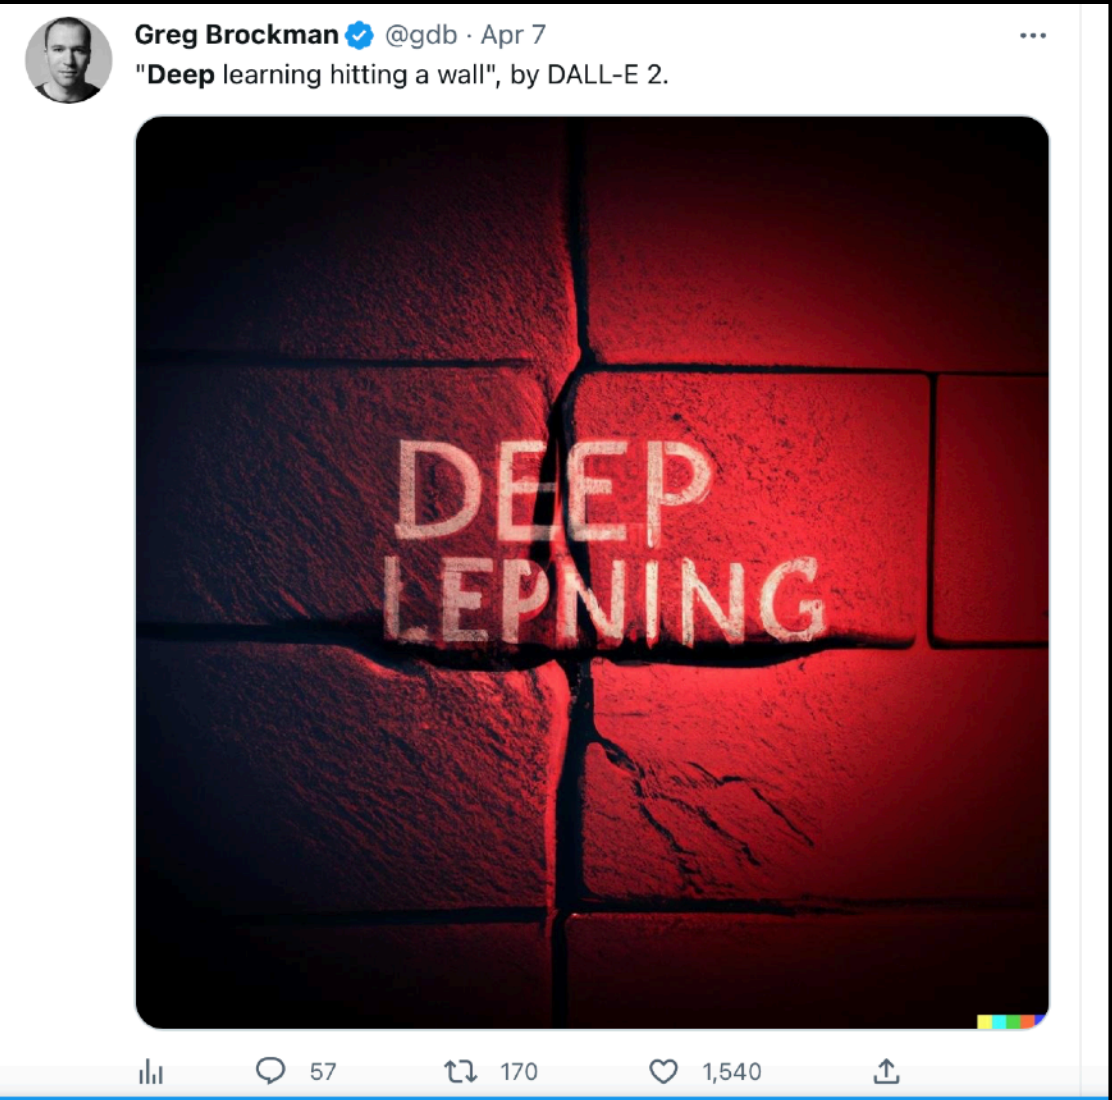 Greg Brockman @gdb · Apr 7
"Deep learning hitting a wall", by DALL-E 2.
DEEP
LEPNING
57 170 1,540